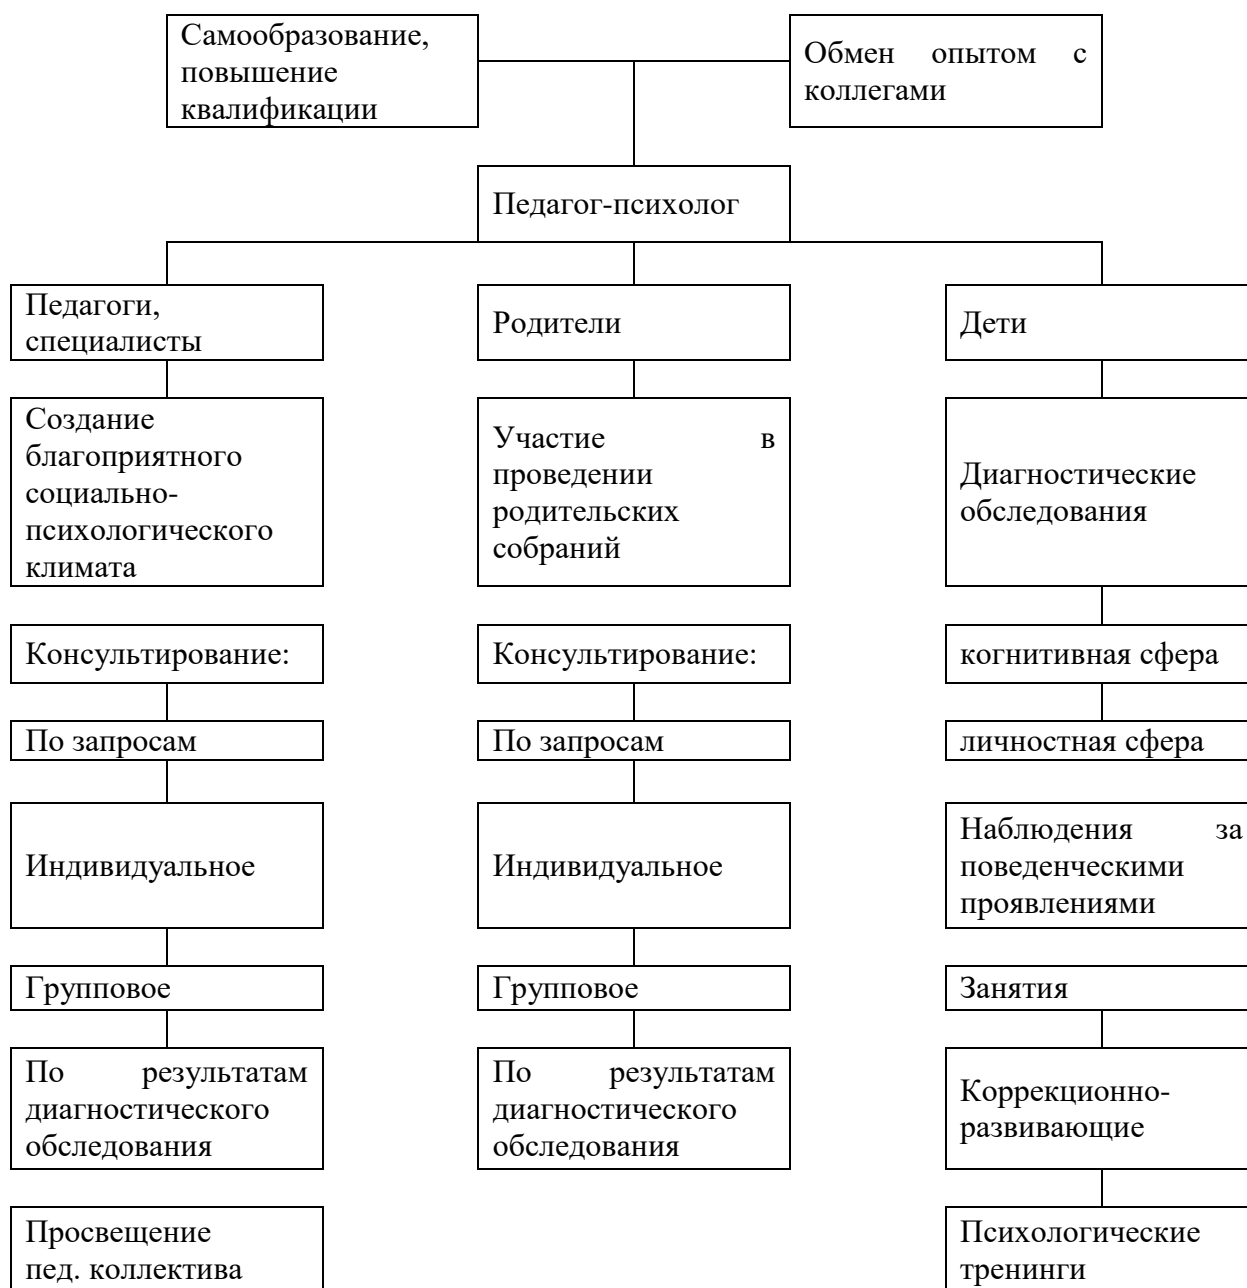 Самообразование,
повышение
квалификации
Обмен опытом с
коллегами
Педагог-психолог
Педагоги,
специалисты
Родители
Дети
Создание
благоприятного
социально-
психологического
климата
Участие в
проведении
родительских
собраний
Диагностические
обследования
Консультирование:
Консультирование:
когнитивная сфера
По запросам
По запросам
личностная сфера
Индивидуальное
Индивидуальное
Наблюдения за
поведенческими
проявлениями
Групповое
Групповое
Занятия
По результатам
диагностического
обследования
По результатам
диагностического
обследования
Коррекционно-
развивающие
Просвещение
пед. коллектива
Психологические
тренинги